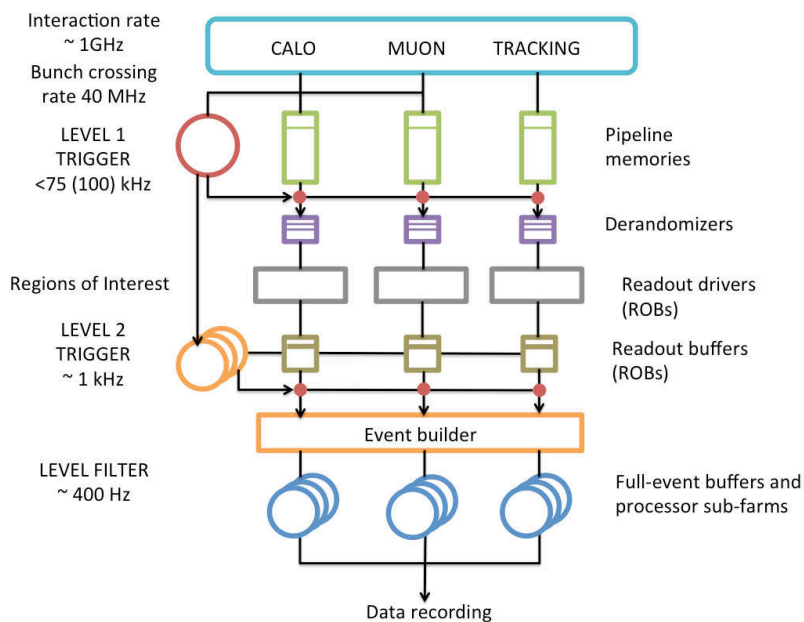 Interaction rate
~ 1GHz
CALO
MUON
TRACKING
Bunch crossing
rate 40 MHz
LEVEL 1
TRIGGER
<75 (100) kHz
Pipeline
memories
Derandomizers
Regions of Interest
Readout drivers
(ROBs)
LEVEL 2
TRIGGER
~ 1 kHz
Readout buffers
(ROBs)
Event builder
LEVEL FILTER
~ 400 Hz
Full-event buffers and
processor sub-farms
Data recording